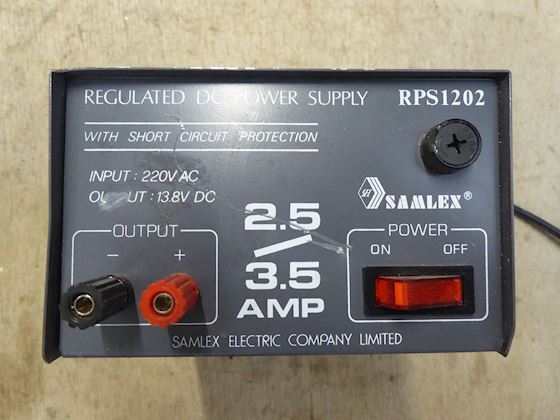 REGULATED DC POWER SUPPLY RPS1202
WITH SHORT CIRCUIT PROTECTION
INPUT : 220V AC
OUTPUT : 13.8V DC
SAMLEX®
OUTPUT
- +
2.5
3.5
AMP
POWER
ON OFF
SAMLEX ELECTRIC COMPANY LIMITED